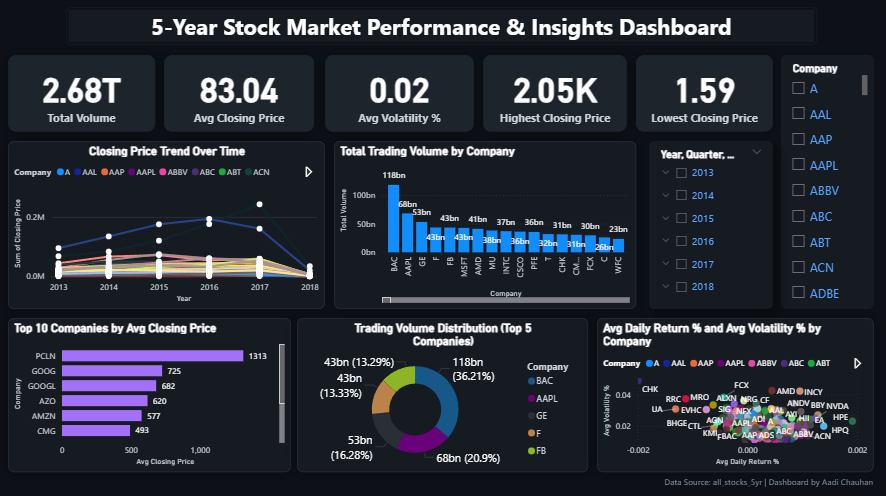 5-Year Stock Market Performance & Insights Dashboard
2.68T
Total Volume
83.04
Avg Closing Price
0.02
Avg Volatility %
2.05K
Highest Closing Price
1.59
Lowest Closing Price
Company
A
AAL
AAP
AAPL
ABBV
ABC
ABT
ACN
ADBE
Closing Price Trend Over Time
Company A AAL AAP AAPL ABBV ABC ABT ACN
Sum of Closing Price
0.2M
0.0M
2013 2014 2015 2016 2017 2018
Year
Total Trading Volume by Company
Total Volume
100bn
50bn
0bn
118bn 68bn 53bn 43bn 43bn 43bn 41bn 38bn 37bn 36bn 36bn 32bn 31bn 31bn 30bn 26bn 23bn
BAC AAPL GE F FB MSFT AMD MU INTC CSCO PFE T CHK CM... FCX C WFC
Company
Year, Quarter, ...
2013
2014
2015
2016
2017
2018
Top 10 Companies by Avg Closing Price
Company
PCLN 1313
GOOG 725
GOOGL 682
AZO 620
AMZN 577
CMG 493
0 500 1,000
Avg Closing Price
Trading Volume Distribution (Top 5
Companies)
118bn
(36.21%)
68bn (20.9%)
53bn
(16.28%)
43bn
(13.33%)
43bn (13.29%)
Company
BAC
AAPL
GE
F
FB
Avg Daily Return % and Avg Volatility % by
Company
Company A AAL AAP AAPL ABBV ABC ABT
Avg Volatility %
0.04
0.02
CHK
FCX
RRC MRO ALXN NRG CF AMD INCY
UA EVHC SIG NFX AAL ANDV BBY NVDA
BHGE CTL AGN AAPL ADI AVY HII EA HPE
KMI FBAC AAP ADS ABC ABBV ACN HPQ
-0.002 0.000 0.002
Avg Daily Return %
Data Source: all_stocks_5yr | Dashboard by Aadi Chauhan